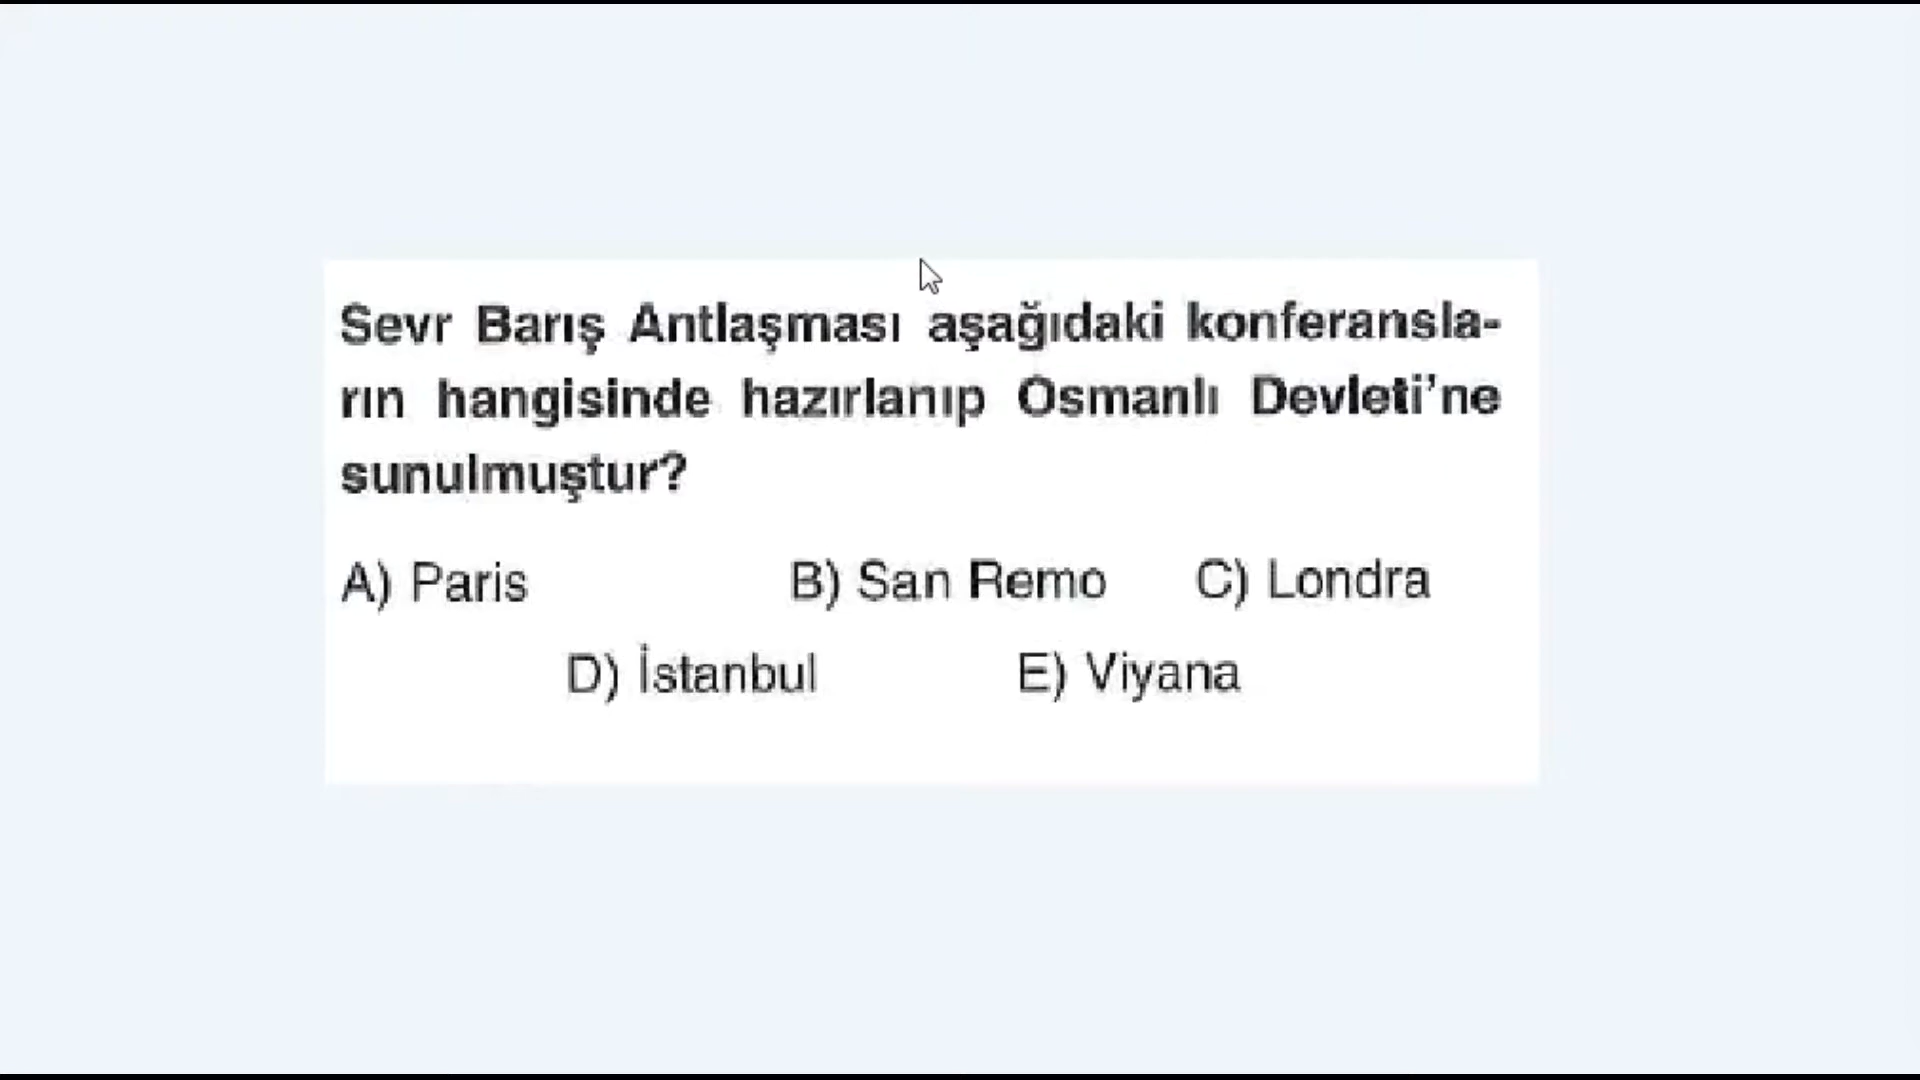 Sevr Barış Antlaşması aşağıdaki konferansla-
rın hangisinde hazırlanıp Osmanlı Devleti’ne
sunulmuştur?
A) Paris B) San Remo C) Londra
D) İstanbul E) Viyana